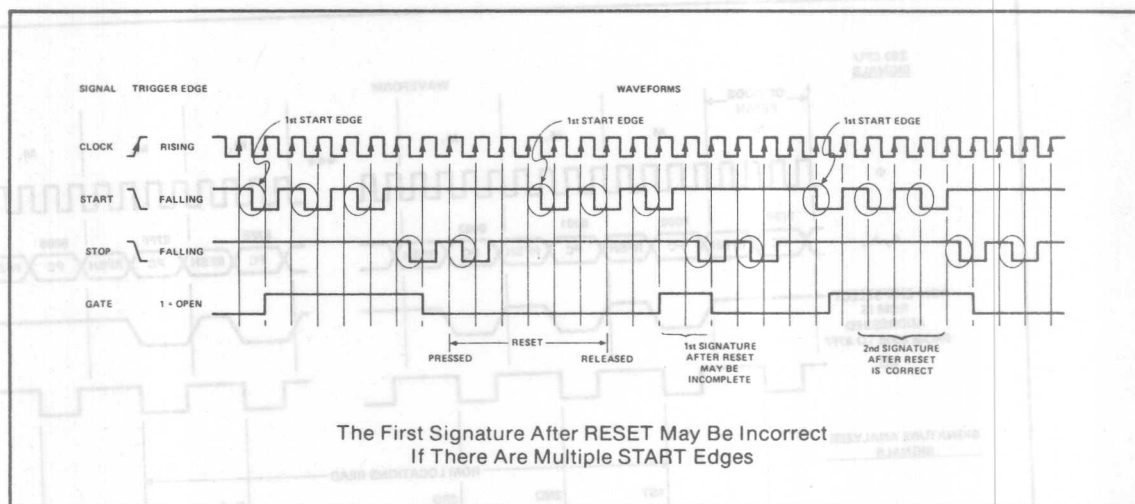 SIGNAL TRIGGER EDGE WAVEFORMS
1st START EDGE 1st START EDGE 1st START EDGE
CLOCK RISING
START FALLING
STOP FALLING
GATE 1 = OPEN
PRESSED RESET RELEASED
1st SIGNATURE
AFTER RESET
MAY BE
INCOMPLETE
2nd SIGNATURE
AFTER RESET
IS CORRECT
The First Signature After RESET May Be Incorrect
If There Are Multiple START Edges